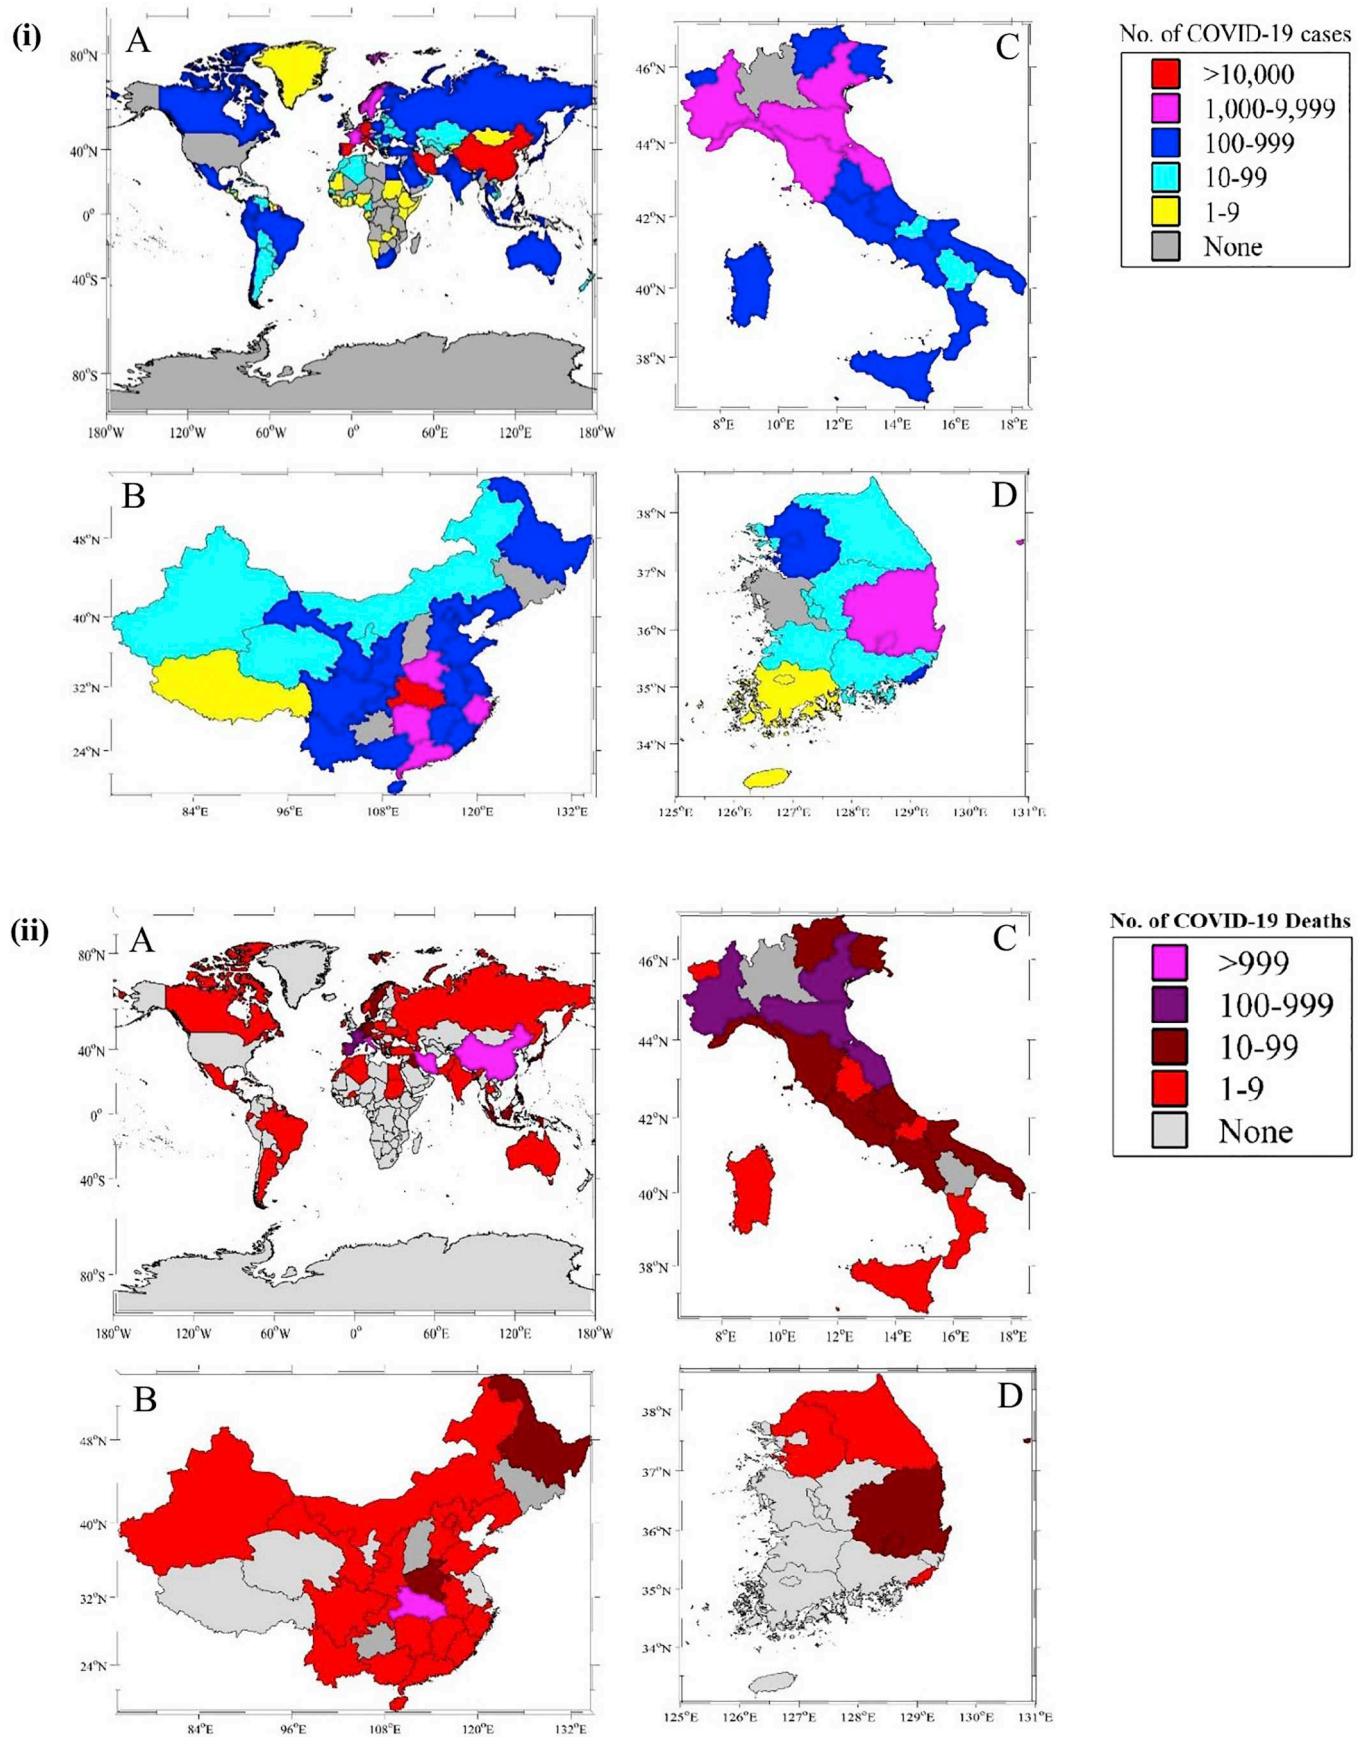 (i)
A
80°N
40°N
0°
40°S
80°S
180°W 120°W 60°W 0° 60°E 120°E 180°W
C
46°N
44°N
42°N
40°N
38°N
8°E 10°E 12°E 14°E 16°E 18°E
No. of COVID-19 cases
>10,000
1,000-9,999
100-999
10-99
1-9
None
B
48°N
40°N
32°N
24°N
84°E 96°E 108°E 120°E 132°E
D
38°N
37°N
36°N
35°N
34°N
125°E 126°E 127°E 128°E 129°E 130°E 131°E
(ii)
A
80°N
40°N
0°
40°S
80°S
180°W 120°W 60°W 0° 60°E 120°E 180°W
C
46°N
44°N
42°N
40°N
38°N
8°E 10°E 12°E 14°E 16°E 18°E
No. of COVID-19 Deaths
>999
100-999
10-99
1-9
None
B
48°N
40°N
32°N
24°N
84°E 96°E 108°E 120°E 132°E
D
38°N
37°N
36°N
35°N
34°N
125°E 126°E 127°E 128°E 129°E 130°E 131°E